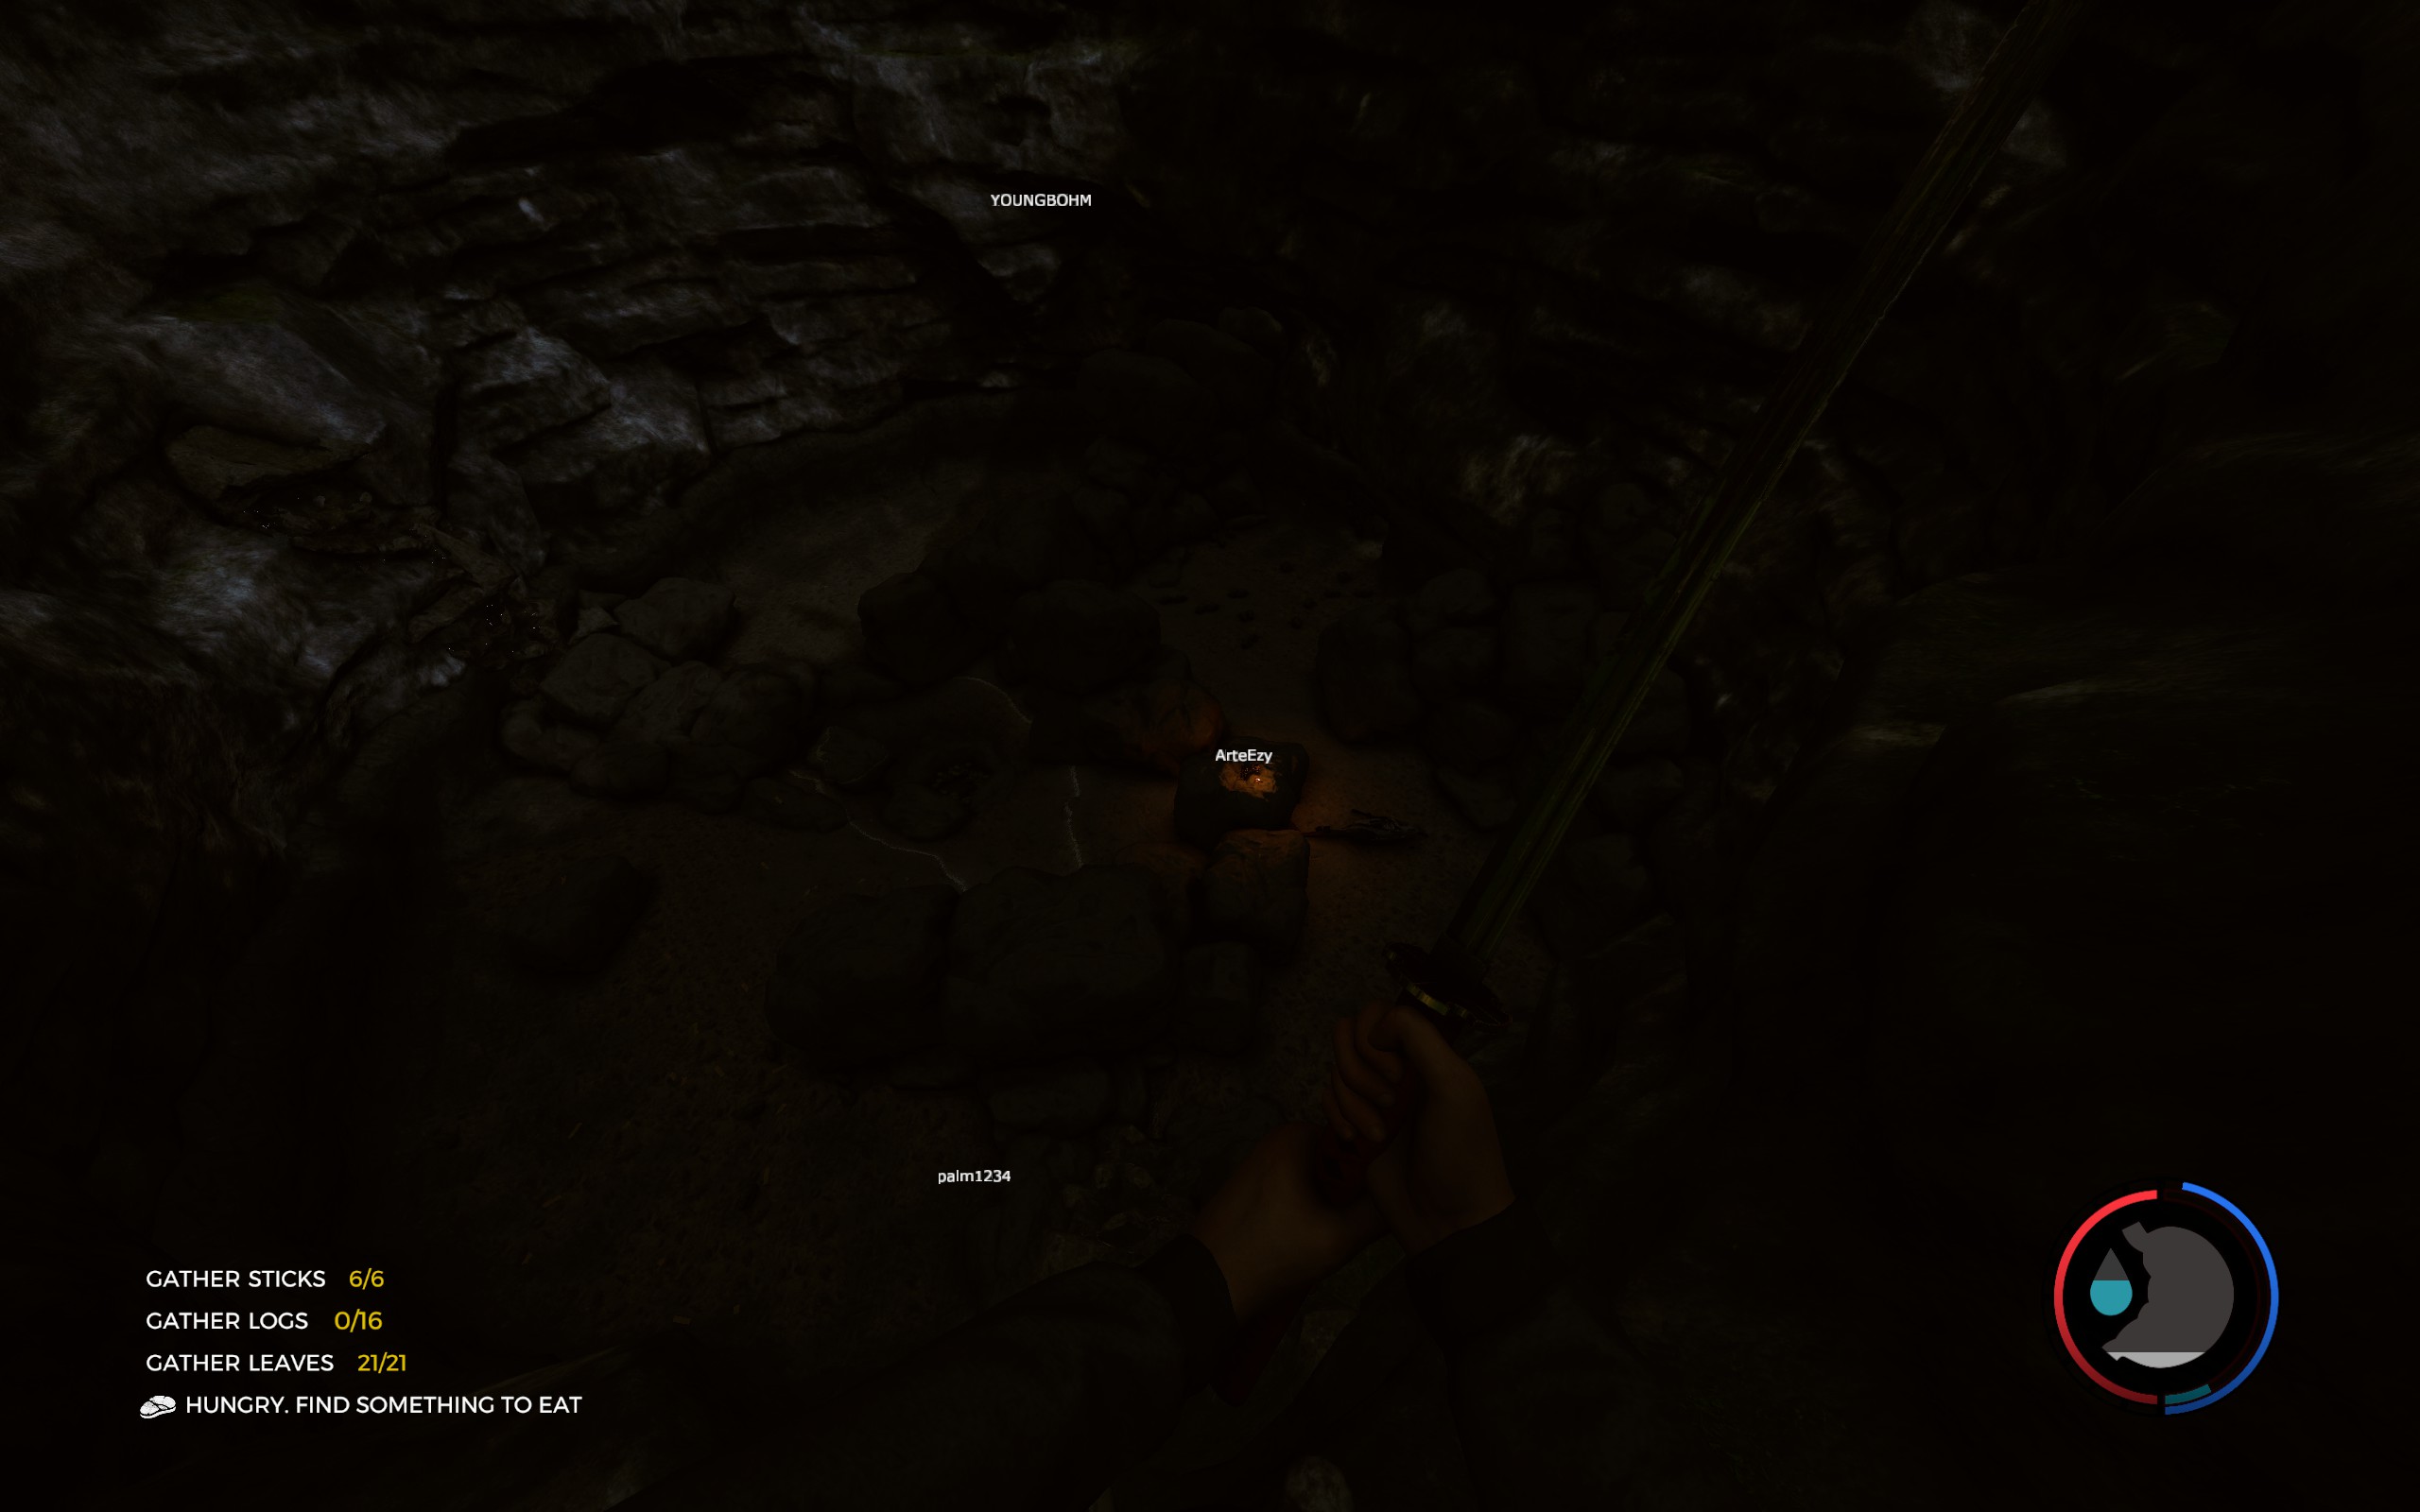 YOUNGBOHM
ArteEzy
palm1234
GATHER STICKS 6/6
GATHER LOGS 0/16
GATHER LEAVES 21/21
HUNGRY. FIND SOMETHING TO EAT